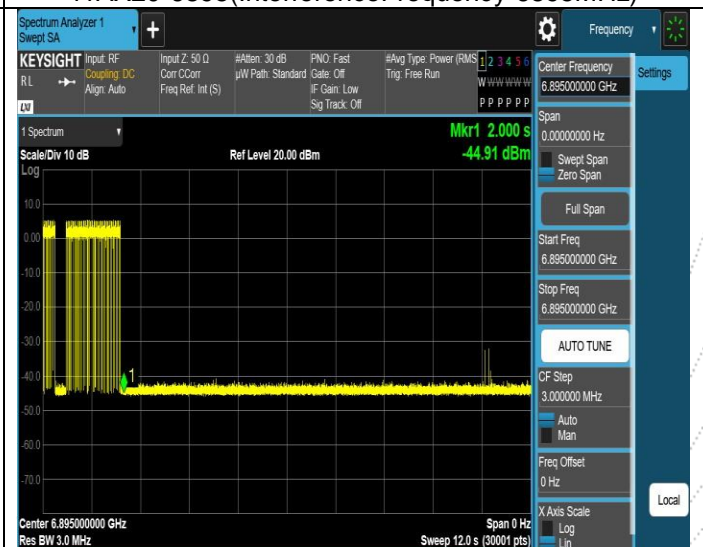 Spectrum Analyzer 1
Swept SA
+
Frequency
KEYSIGHT
RL
LXI
Input: RF
Coupling: DC
Align: Auto
Input Z: 50 Ω
Corr CCorr
Freq Ref: Int (S)
#Atten: 30 dB
µW Path: Standard
PNO: Fast
Gate: Off
IF Gain: Low
Sig Track: Off
#Avg Type: Power (RMS
Trig: Free Run
1 2 3 4 5 6
W W W W W W
P P P P P P
Center Frequency
6.895000000 GHz
Settings
Span
0.00000000 Hz
Swept Span
Zero Span
Full Span
Start Freq
6.895000000 GHz
Stop Freq
6.895000000 GHz
AUTO TUNE
CF Step
3.000000 MHz
Auto
Man
Freq Offset
0 Hz
X Axis Scale
Log
Lin
Local
1 Spectrum
Scale/Div 10 dB
Ref Level 20.00 dBm
Mkr1 2.000 s
-44.91 dBm
Log
10.0
0.00
-10.0
-20.0
-30.0
-40.0
-50.0
-60.0
-70.0
1
Center 6.895000000 GHz
Res BW 3.0 MHz
Span 0 Hz
Sweep 12.0 s (30001 pts)